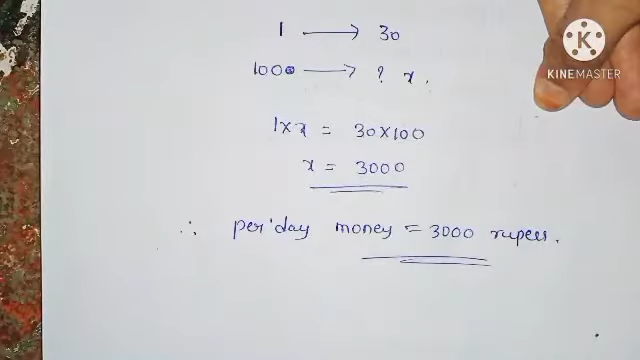 1 → 30
1000 → ? x.
1 x x = 30 x 100
x = 3000
∴ per day money = 3000 rupees.
K
KINEMASTER